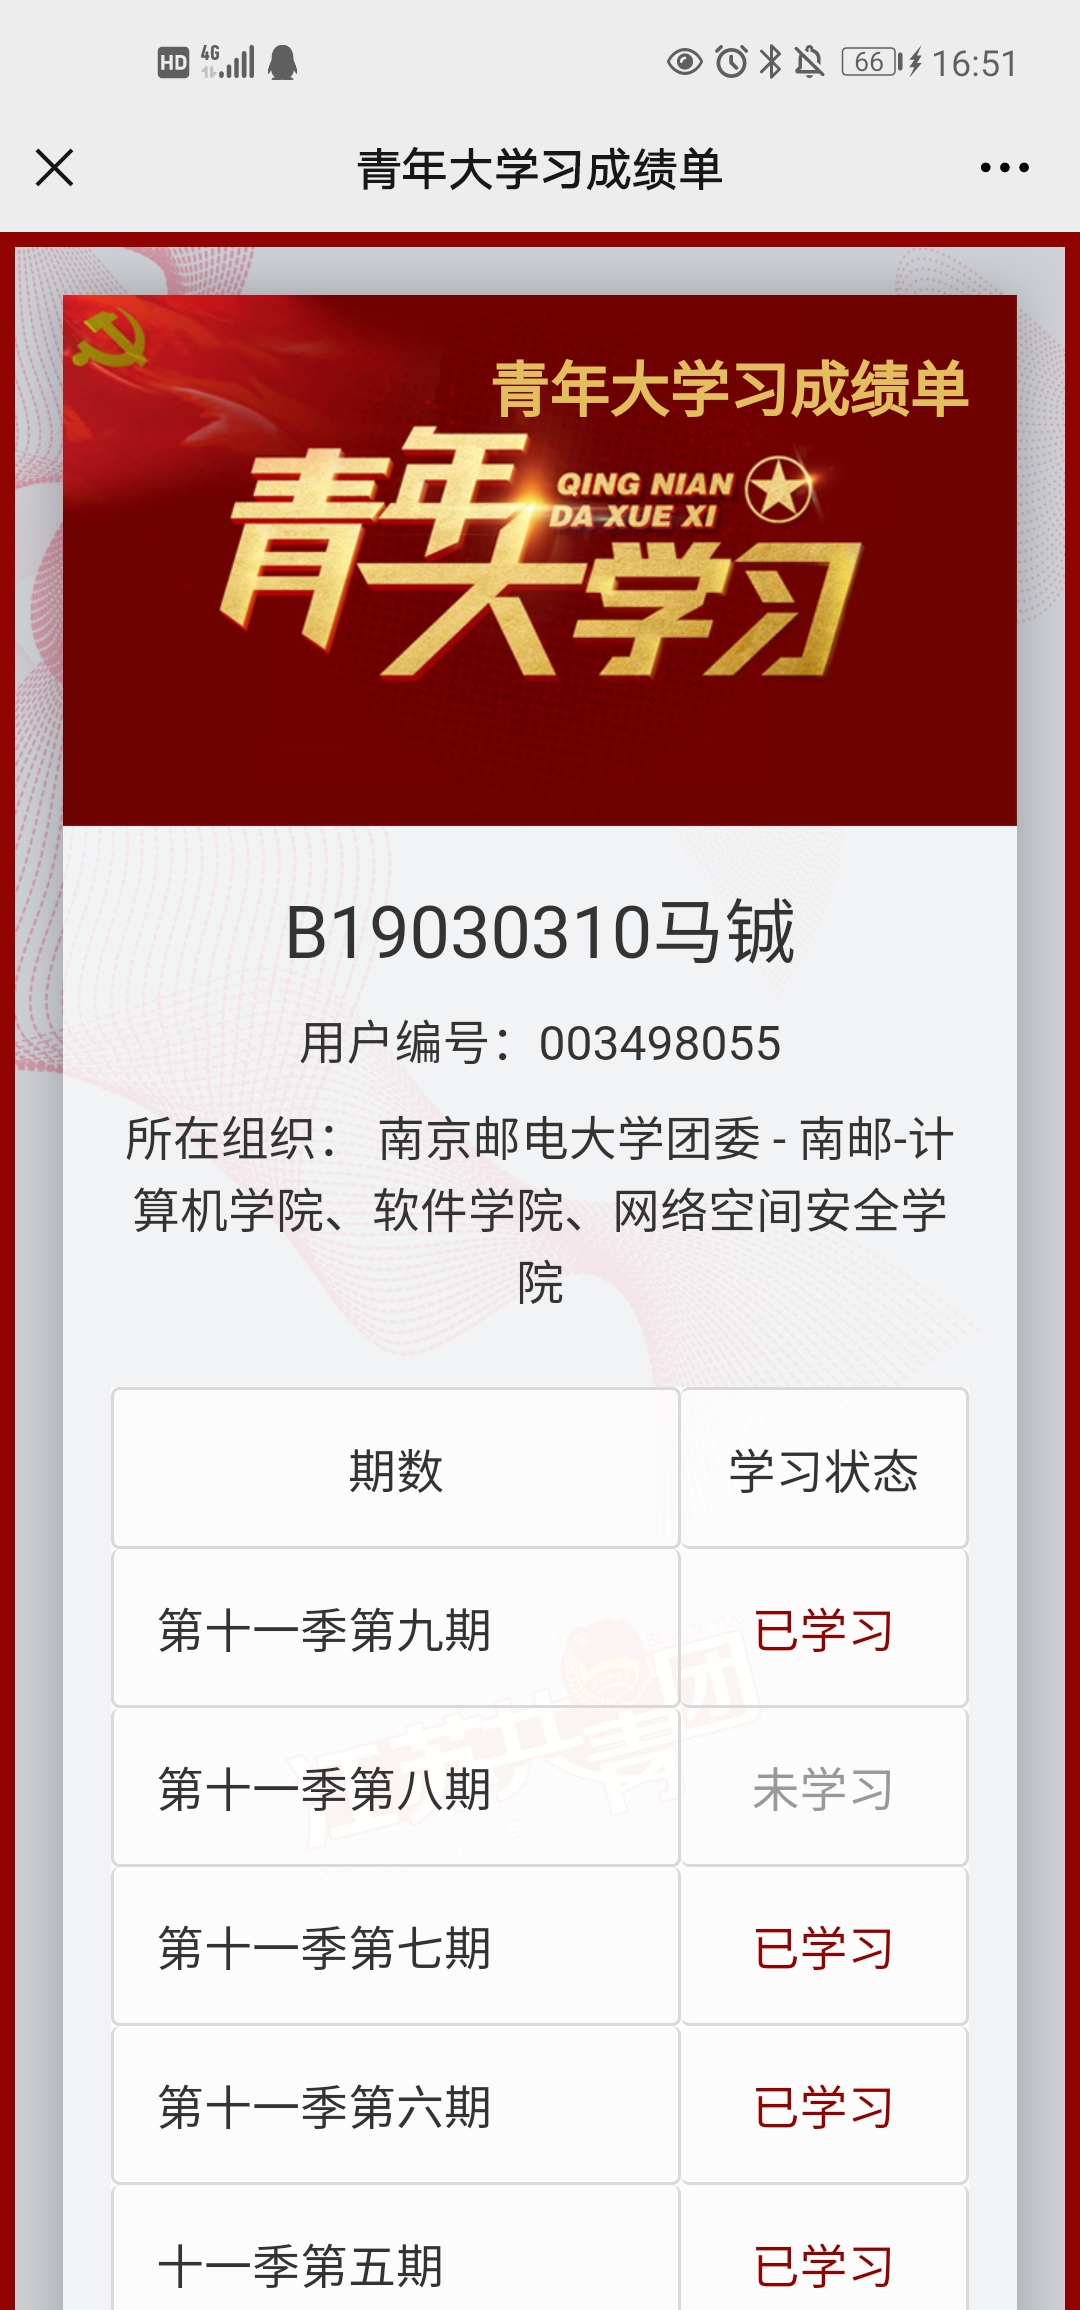 HD 4G 66 16:51
青年大学习成绩单
青年大学习成绩单
青年大学习
QING NIAN
DA XUE XI
B19030310马铖
用户编号：003498055
所在组织： 南京邮电大学团委 - 南邮-计
算机学院、软件学院、网络空间安全学
院
期数 学习状态
第十一季第九期 已学习
第十一季第八期 未学习
第十一季第七期 已学习
第十一季第六期 已学习
十一季第五期 已学习
江苏共青团